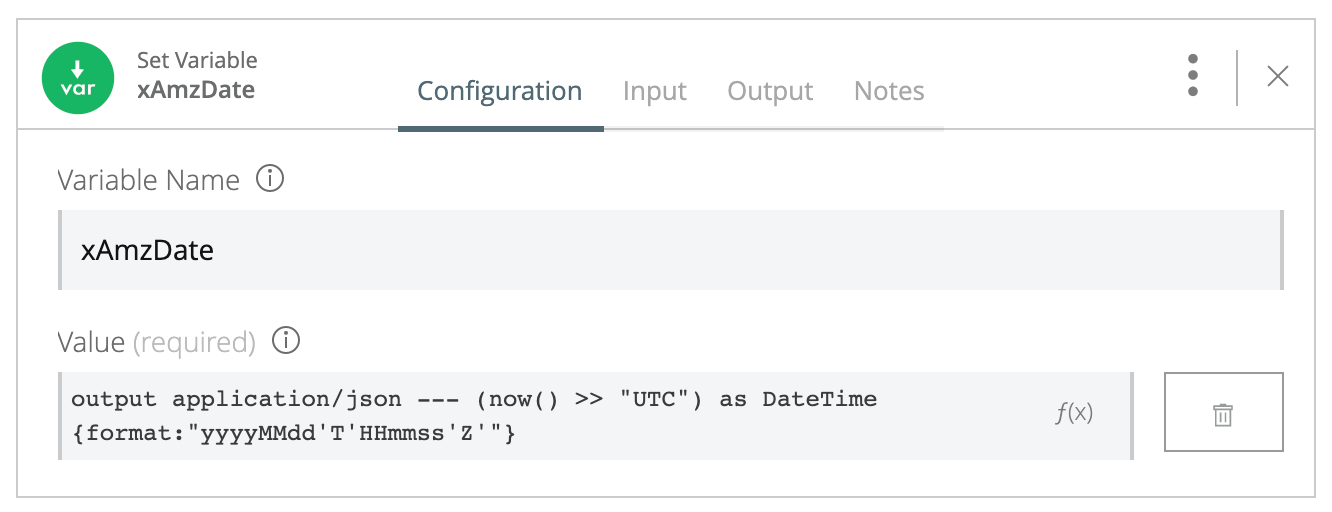 var
Set Variable
xAmzDate
Configuration Input Output Notes
Variable Name
xAmzDate
Value (required)
output application/json --- (now() >> "UTC") as DateTime
{format:"yyyyMMdd'T'HHmmss'Z'"}
f(x)